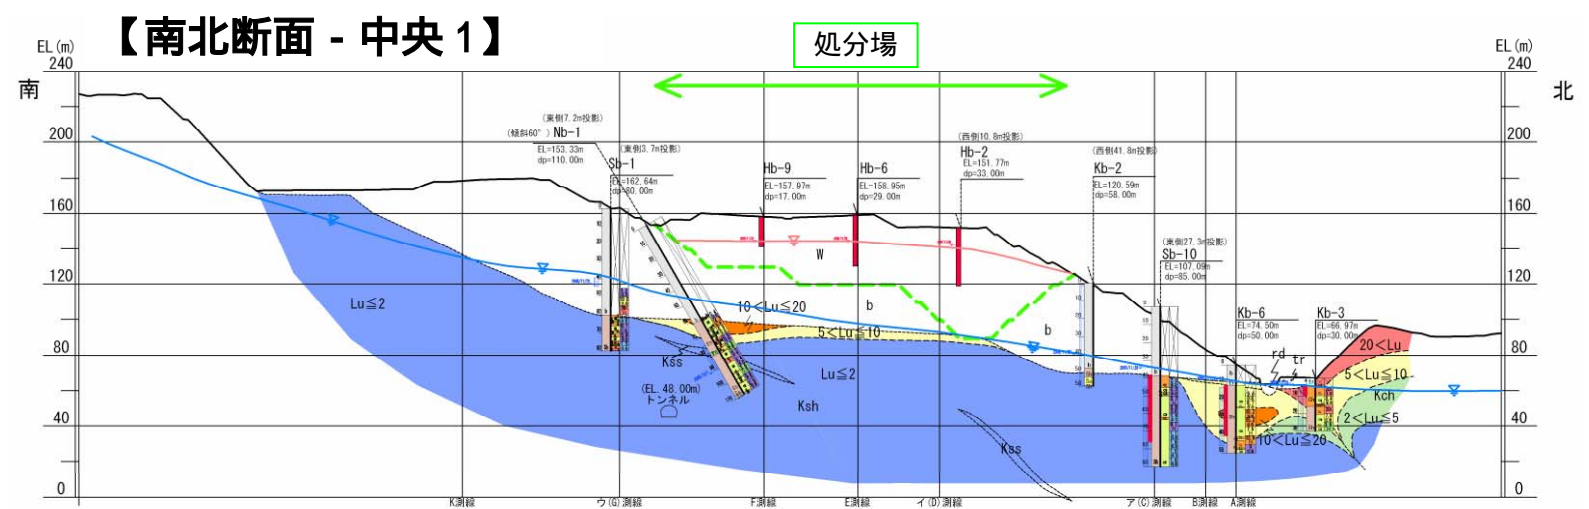 【南北断面 - 中央1】
処分場
EL(m)
EL(m)
240
240
南
北
200
200
160
160
120
120
80
80
40
40
0
0
(東側7.2m投影)
(傾斜60°) Nb-1
EL=153.33m
dp=110.00m
(東側3.7m投影)
Sb-1
EL=162.64m
dp=80.00m
Hb-9
EL-157.97m
dp=17.00m
Hb-6
EL-158.95m
dp=29.00m
(西側10.8m投影)
Hb-2
EL=151.77m
dp=33.00m
(西側41.8m投影)
Kb-2
EL=120.59m
dp=58.00m
(東側27.3m投影)
Sb-10
EL=107.09m
dp=85.00m
Kb-6
EL=74.50m
dp=50.00m
Kb-3
EL=66.97m
dp=30.00m
W
b
b
rd
tr
Lu≦2
10<Lu≦20
5<Lu≦10
Lu≦2
Kss
Ksh
(EL.48.00m)
トンネル
Kss
20<Lu
5<Lu≦10
Kch
2<Lu≦5
10<Lu≦20
K測線
ウ(G)測線
F測線
E測線
イ(D)測線
ア(C)測線
B測線
A測線